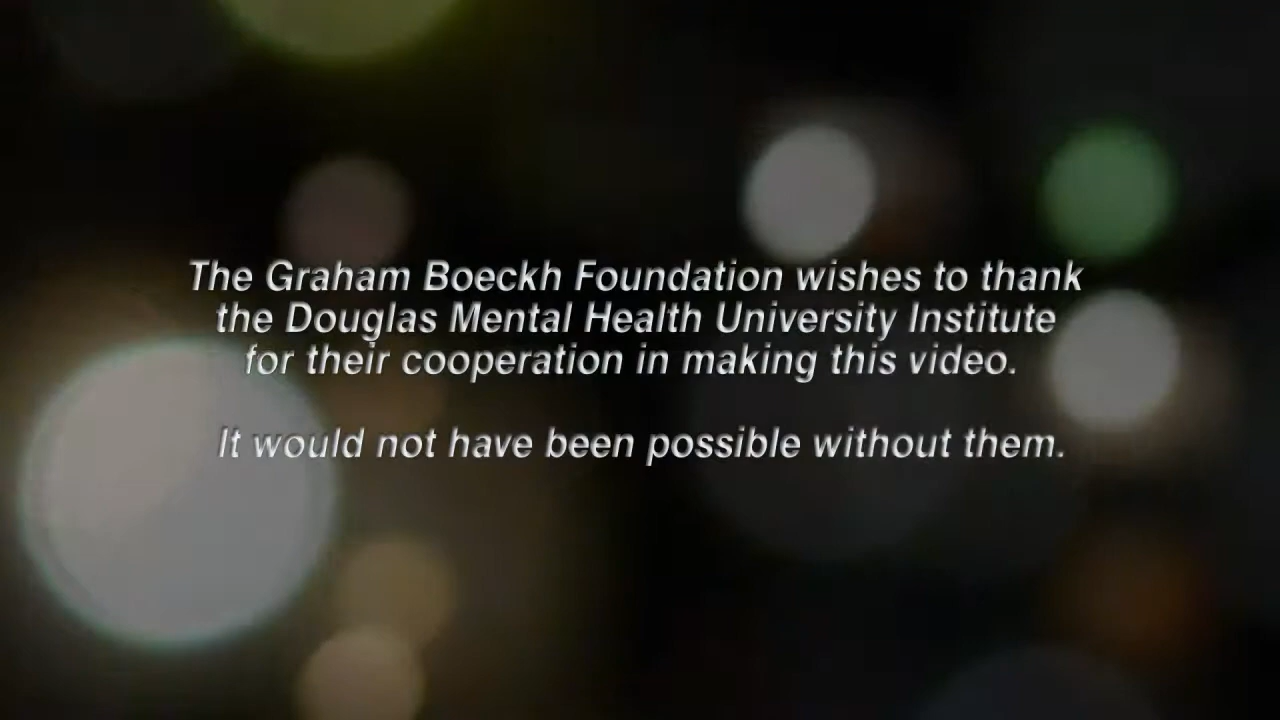 The Graham Boeckh Foundation wishes to thank
the Douglas Mental Health University Institute
for their cooperation in making this video.
It would not have been possible without them.